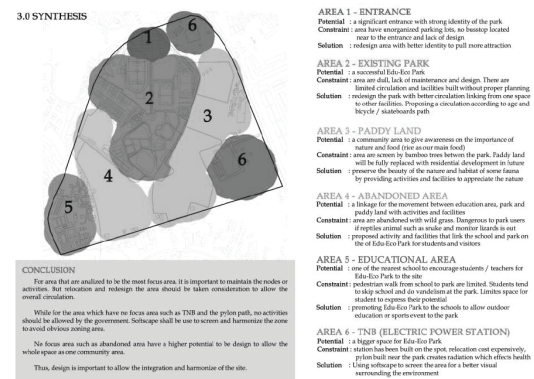 3.0 SYNTHESIS
1
6
2
3
6
4
5
CONCLUSION
For area that are analized to be the most focus area, it is important to maintain the nodes or
activities. But relocation and redesign the area should be taken consideration to allow the
overall circulation.
While for the area which have no focus area such as TNB and the pylon path, no activities
should be allowed by the government. Softscape shall be use to screen and harmonize the zone
to avoid obvious zoning area.
No focus area such as abandoned area have a higher potential to be design to allow the
whole space as one community area.
Thus, design is important to allow the integration and harmonize of the site.
AREA 1 - ENTRANCE
Potential : a significant entrance with strong identity of the park
Constraint : area have unorganized parking lots, no busstop located
near to the entrance and lack of design
Solution : redesign area with better identity to pull more attraction
AREA 2 - EXISTING PARK
Potential : a successful Edu-Eco Park
Constraint : area are dull, lack of maintenance and design. There are
limited circulation and facilities built without proper planning
Solution : redesign the park with better circulation linking from one space
to other facilities. Proposing a circulation according to age and
bicycle / skateboards path
AREA 3 - PADDY LAND
Potential : a community area to give awareness on the importance of
nature and food (rice as our main food)
Constraint : area are screen by bamboo trees betwern the park. Paddy land
will be fully replaced with residential development in future
Solution : preserve the beauty of the nature and habitat of some fauna
by providing activities and facilities to appreciate the nature
AREA 4 - ABANDONED AREA
Potential : a linkage for the movement between education area, park and
paddy land with activities and facilities
Constraint : area are abandoned with wild grass. Dangerous to park users
if reptiles animal such as snake and monitor lizards is out
Solution : proposed activity and facilities that link the school and park on
the of Edu-Eco Park for students and visitors
AREA 5 - EDUCATIONAL AREA
Potential : one of the nearest school to encourage students / teachers for
Edu-Eco Park to the site
Constraint : pedestrian walk from school to park are limited. Students tend
to skip school and do vandelism at the park. Limites space for
student to express their potential
Solution : promoting Edu-Eco Park to the schools to allow outdoor
education or sports event to the park
AREA 6 - TNB (ELECTRIC POWER STATION)
Potential : a bigger space for Edu-Eco Park
Constraint : station has been built on the spot. relocation cost expensively,
pylon built near the park creates radiation which effects health
Solution : Using softscape to screen the area for a better visual
surrounding the environment